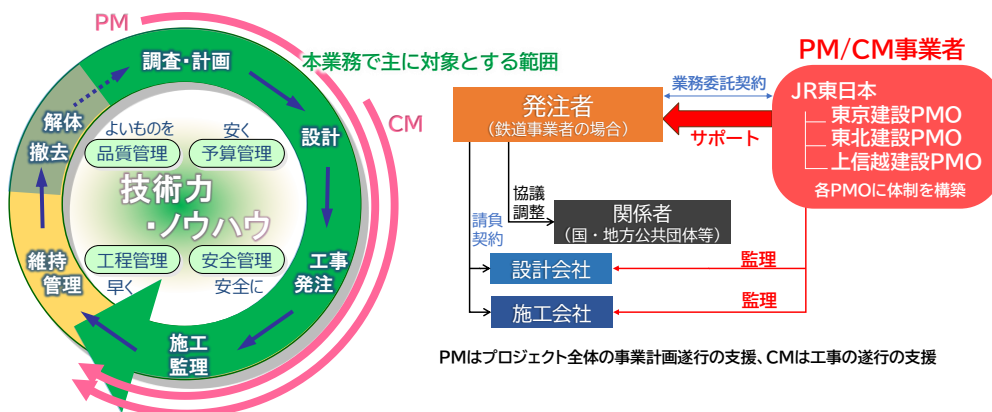 PM
CM
本業務で主に対象とする範囲
調査・計画
設計
工事
発注
施工
監理
維持
管理
解体
撤去
よいものを
品質管理
安く
予算管理
技術力
・ノウハウ
工程管理
早く
安全管理
安全に
PM/CM事業者
発注者
(鉄道事業者の場合)
業務委託契約
サポート
JR東日本
東京建設PMO
東北建設PMO
上信越建設PMO
各PMOに体制を構築
協議
調整
請負
契約
関係者
(国・地方公共団体等)
設計会社
監理
施工会社
監理
PMはプロジェクト全体の事業計画遂行の支援、CMは工事の遂行の支援